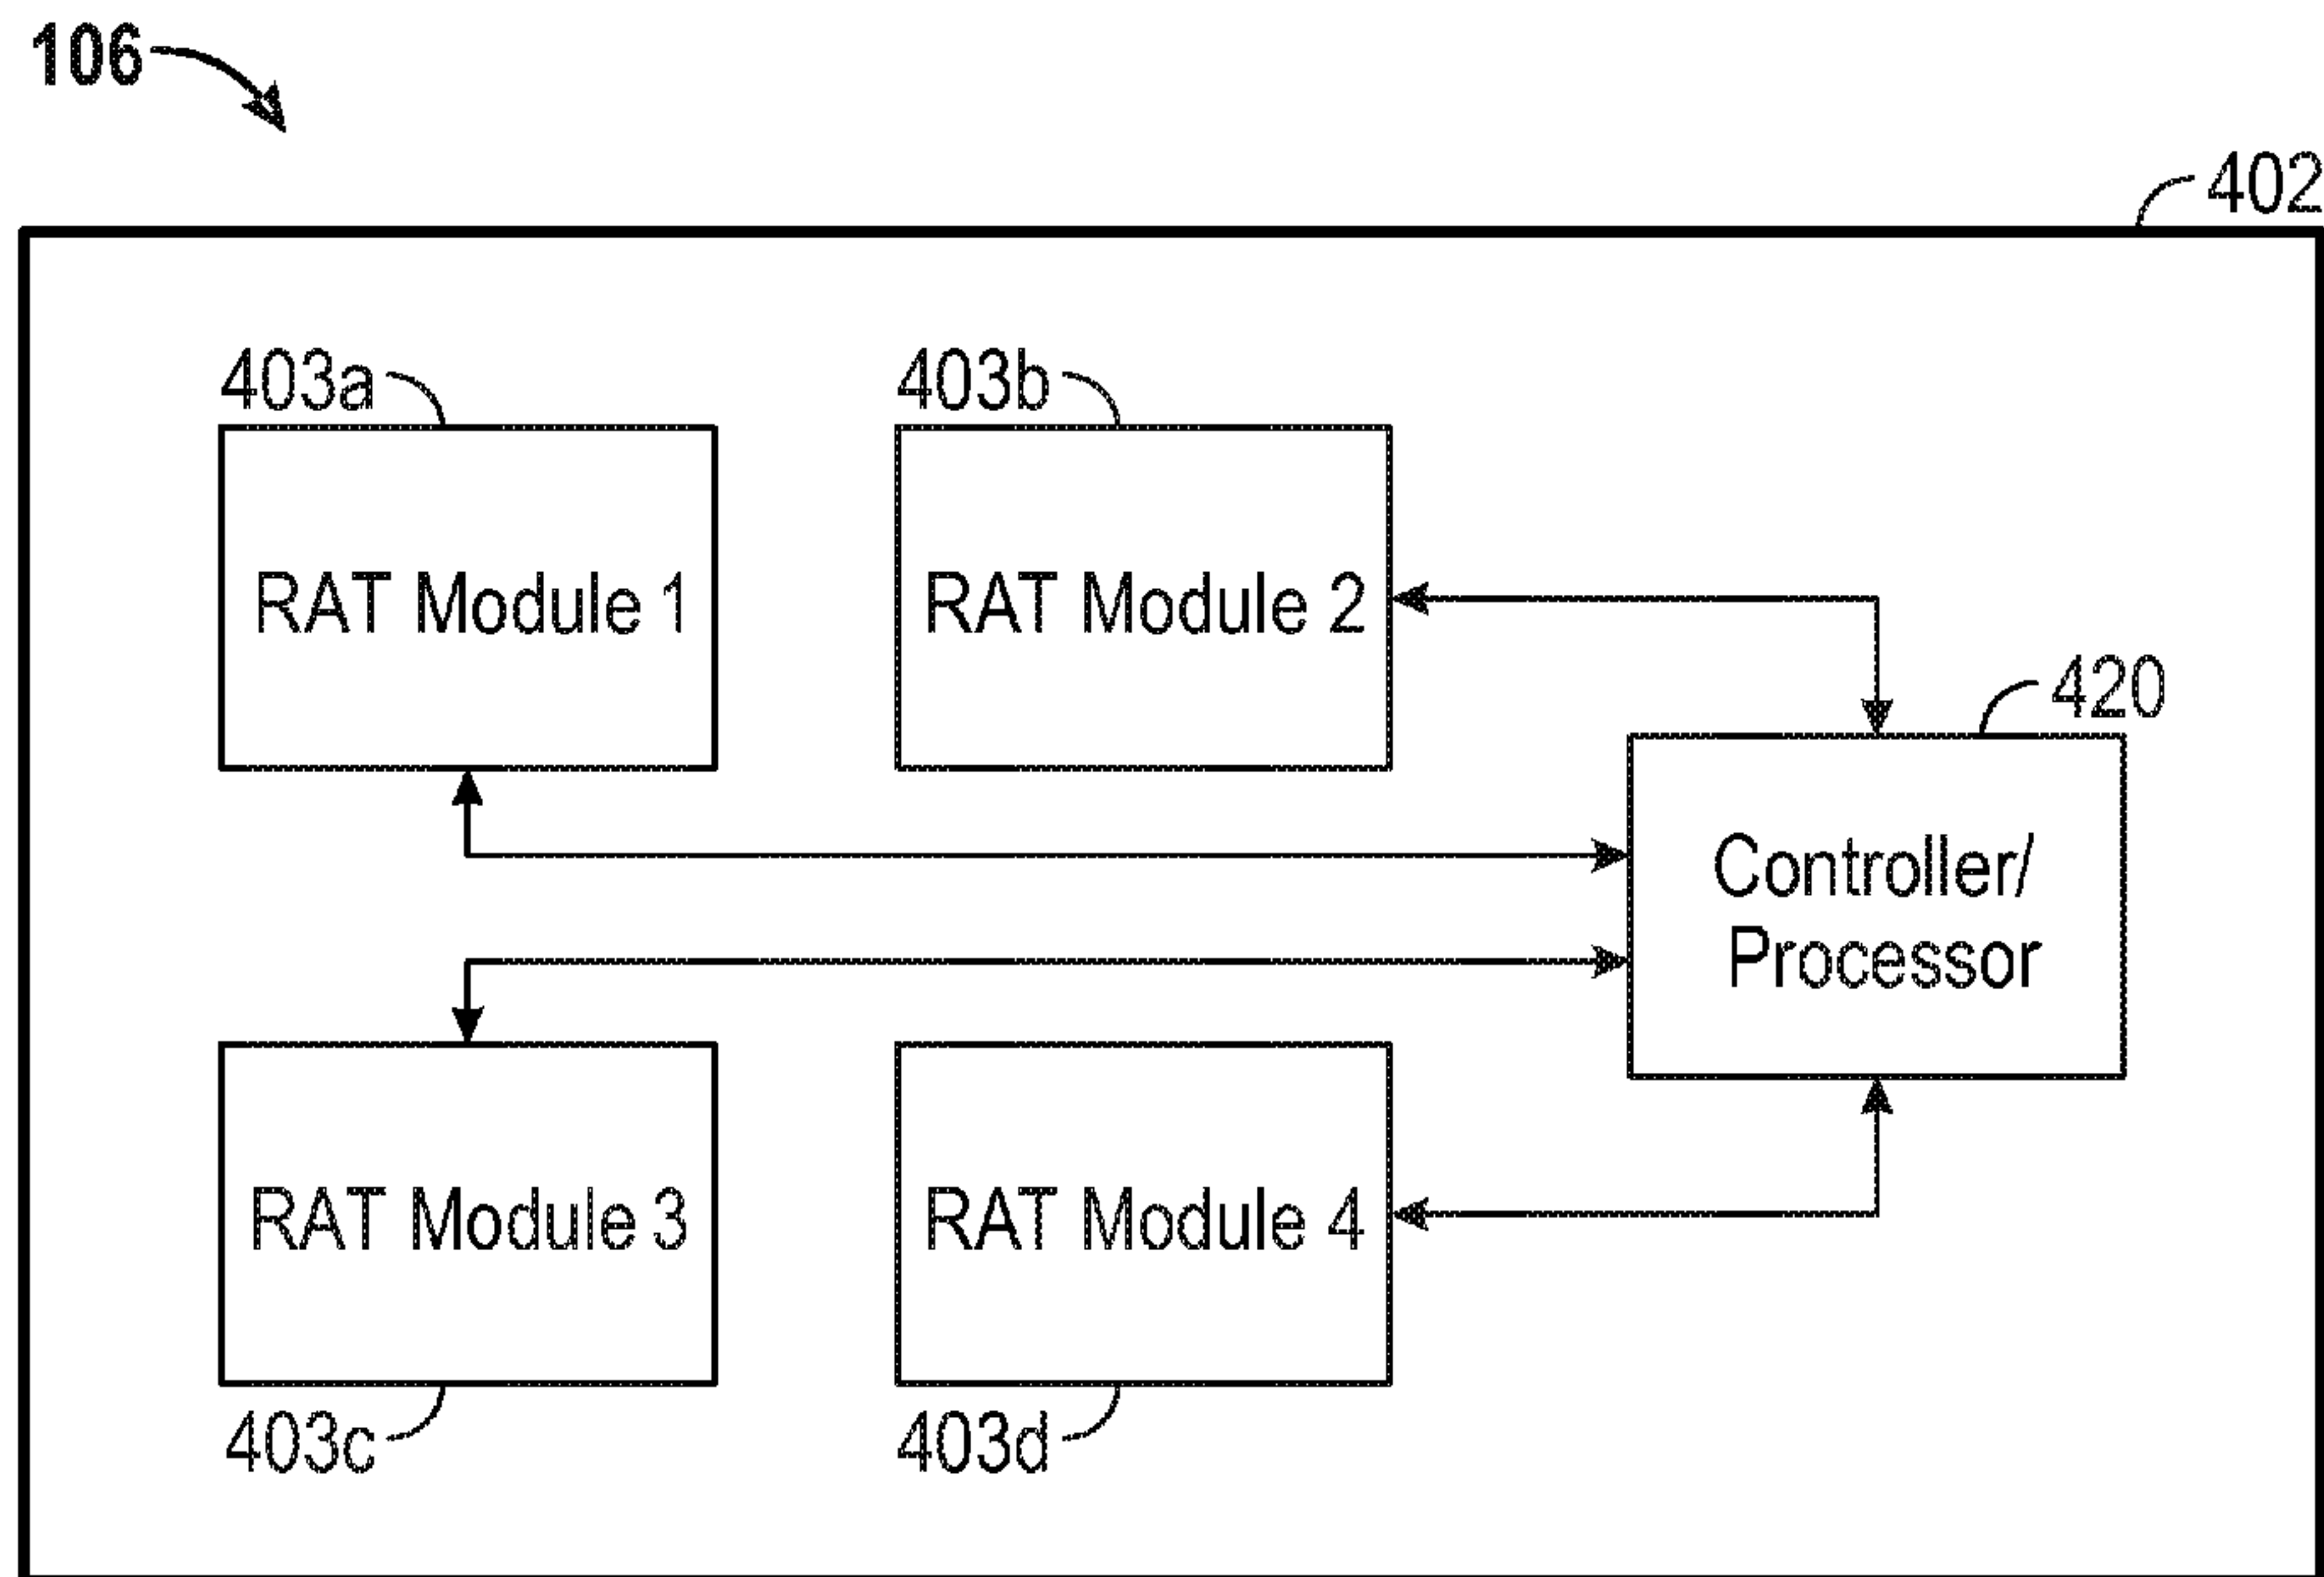 106
402
403a
403b
RAT Module 1
RAT Module 2
420
Controller/
Processor
RAT Module 3
RAT Module 4
403c
403d